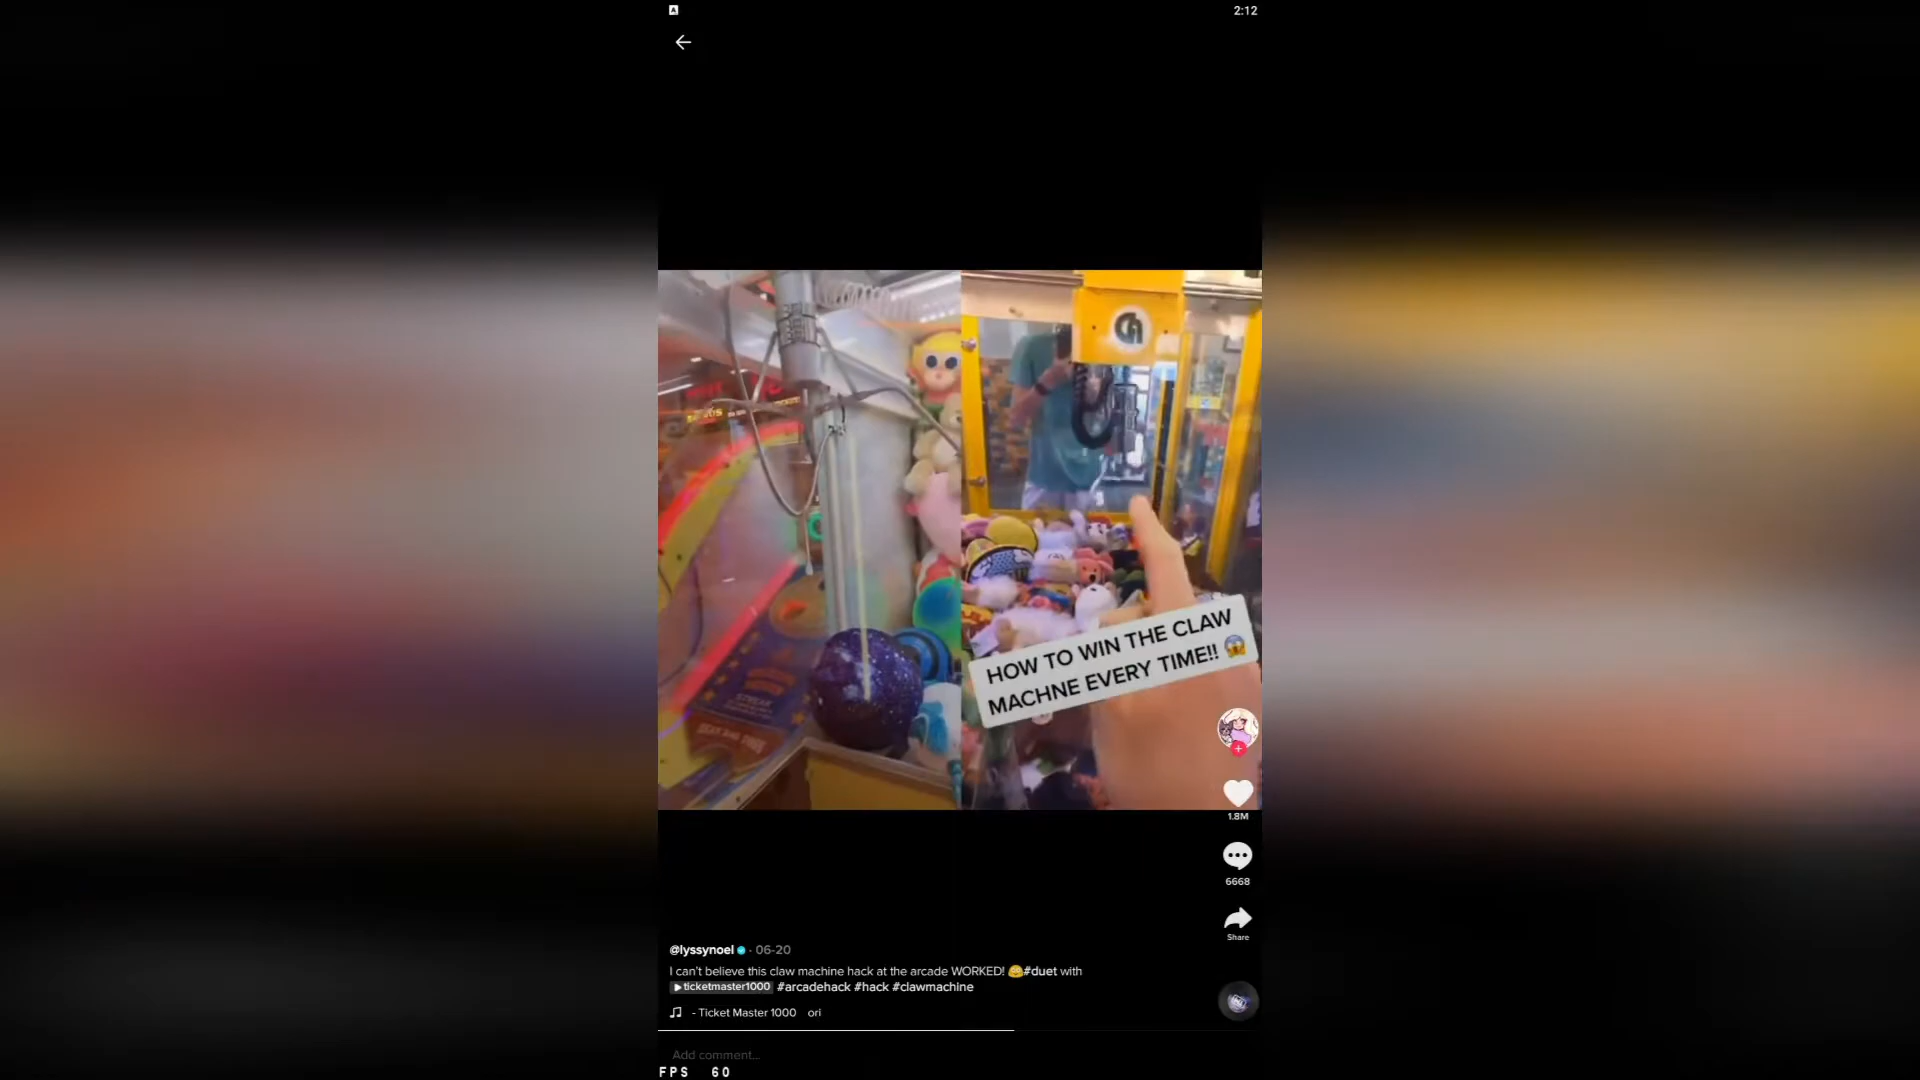 2:12
HOW TO WIN THE CLAW
MACHNE EVERY TIME!! 😱
1.8M
6668
Share
@lyssynoel · 06-20
I can't believe this claw machine hack at the arcade WORKED! 😂#duet with
ticketmaster1000 #arcadehack #hack #clawmachine
- Ticket Master 1000 ori
Add comment...
FPS 60